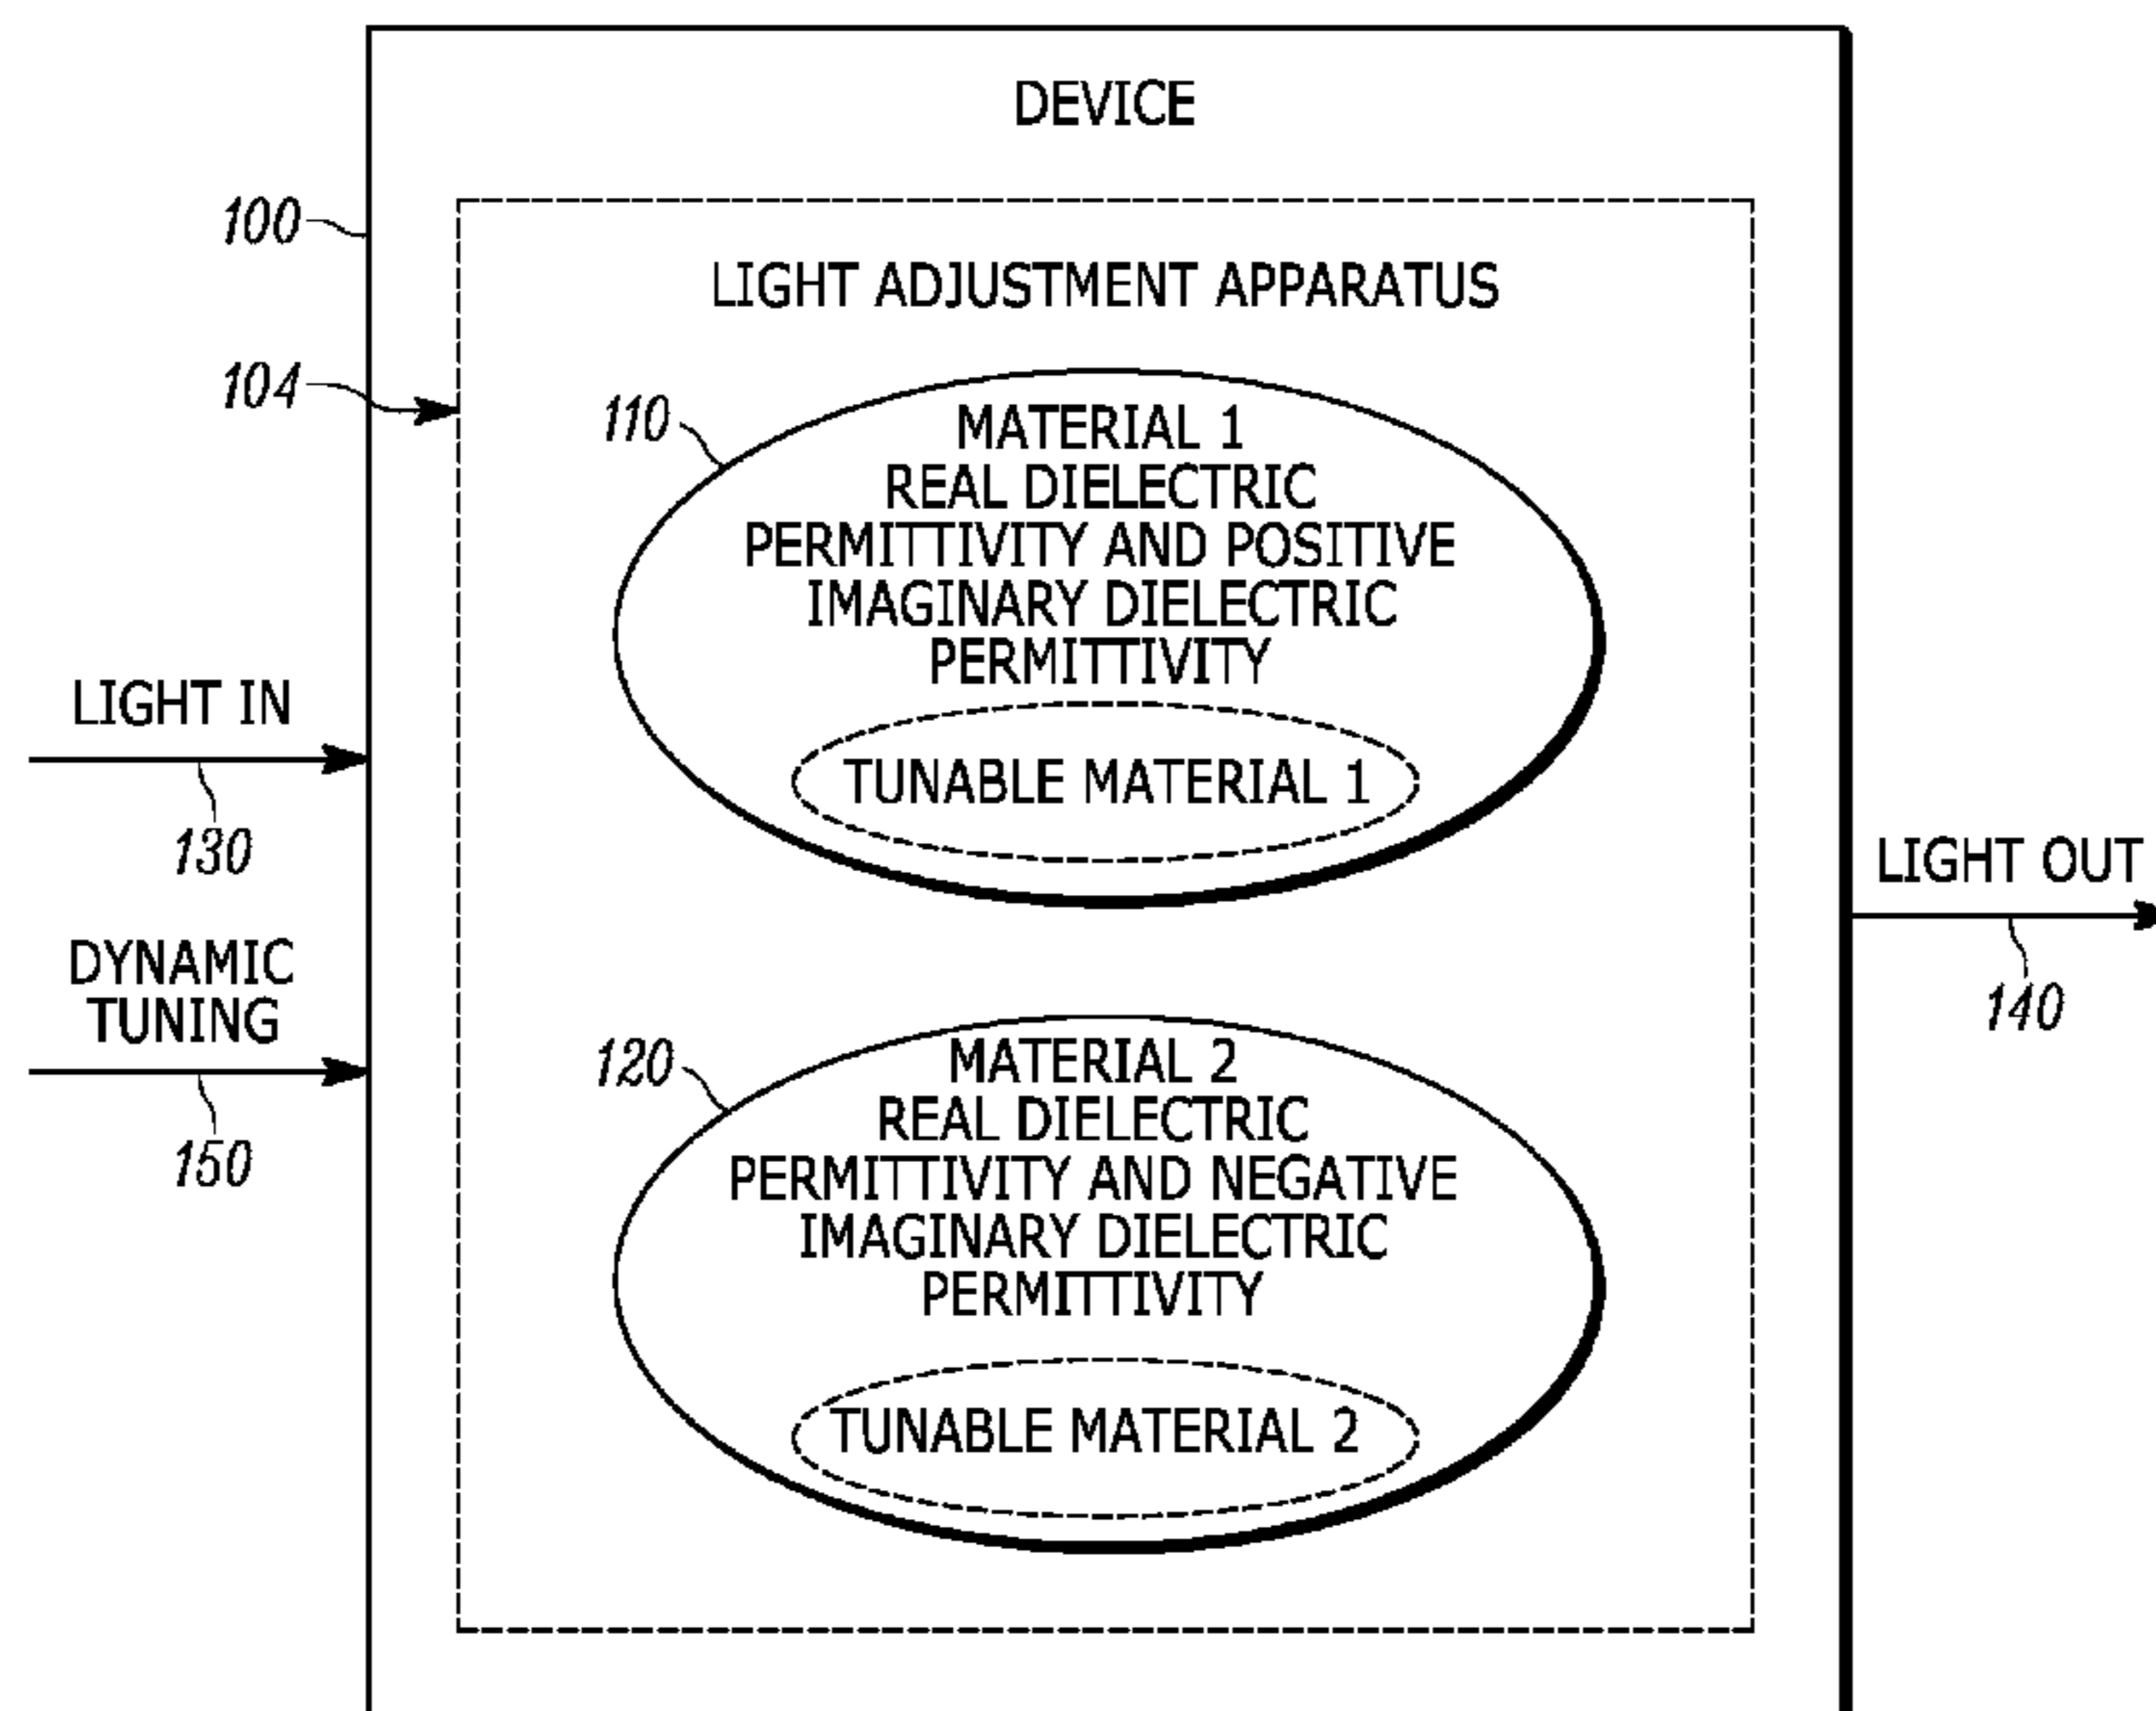 DEVICE
100
LIGHT ADJUSTMENT APPARATUS
104
110
MATERIAL 1
REAL DIELECTRIC
PERMITTIVITY AND POSITIVE
IMAGINARY DIELECTRIC
PERMITTIVITY
TUNABLE MATERIAL 1
LIGHT IN
130
LIGHT OUT
140
DYNAMIC
TUNING
150
120
MATERIAL 2
REAL DIELECTRIC
PERMITTIVITY AND NEGATIVE
IMAGINARY DIELECTRIC
PERMITTIVITY
TUNABLE MATERIAL 2